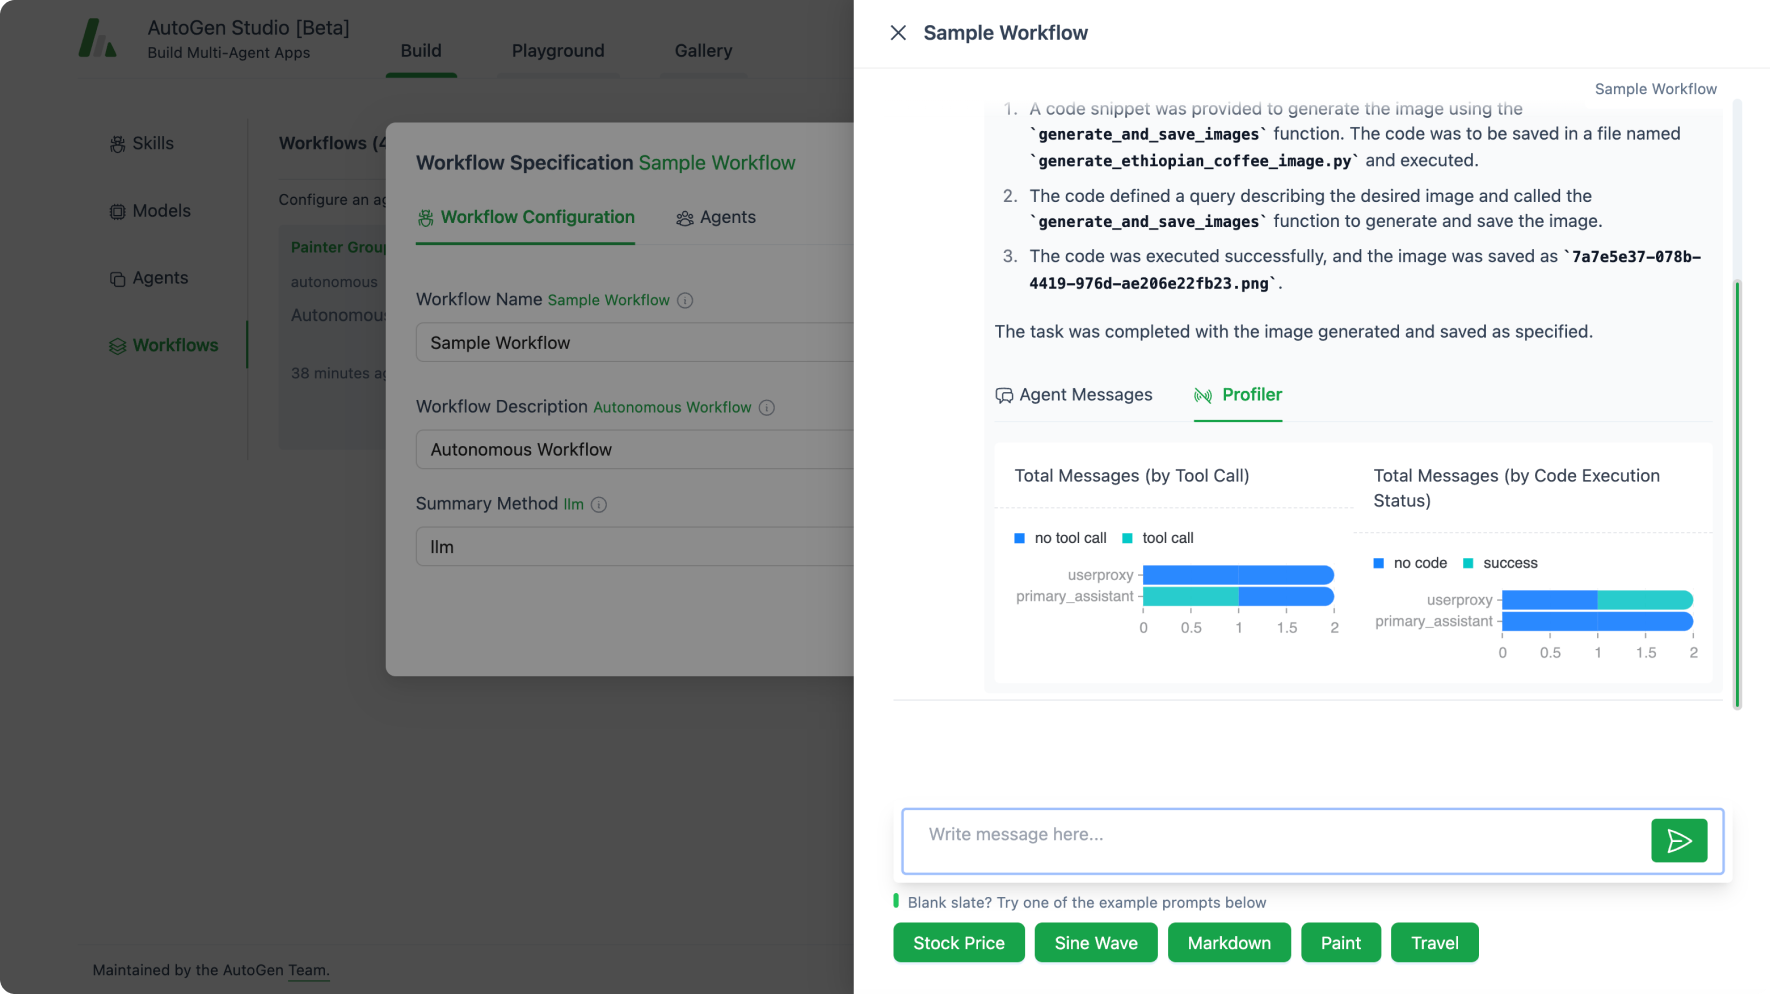 AutoGen Studio [Beta]
Build Multi-Agent Apps
Build
Playground
Gallery
Skills
Models
Agents
Workflows
Workflows (4
Configure an ag
Painter Group
autonomous
Autonomous
38 minutes ag
Workflow Specification Sample Workflow
Workflow Configuration
Agents
Workflow Name Sample Workflow
Sample Workflow
Workflow Description Autonomous Workflow
Autonomous Workflow
Summary Method llm
llm
Maintained by the AutoGen Team.
Sample Workflow
Sample Workflow
1. A code snippet was provided to generate the image using the
`generate_and_save_images` function. The code was to be saved in a file named
`generate_ethiopian_coffee_image.py` and executed.
2. The code defined a query describing the desired image and called the
`generate_and_save_images` function to generate and save the image.
3. The code was executed successfully, and the image was saved as `7a7e5e37-078b-
4419-976d-ae206e22fb23.png`.
The task was completed with the image generated and saved as specified.
Agent Messages
Profiler
Total Messages (by Tool Call)
no tool call
tool call
userproxy
primary_assistant
0 0.5 1 1.5 2
Total Messages (by Code Execution
Status)
no code
success
userproxy
primary_assistant
0 0.5 1 1.5 2
Write message here...
Blank slate? Try one of the example prompts below
Stock Price
Sine Wave
Markdown
Paint
Travel